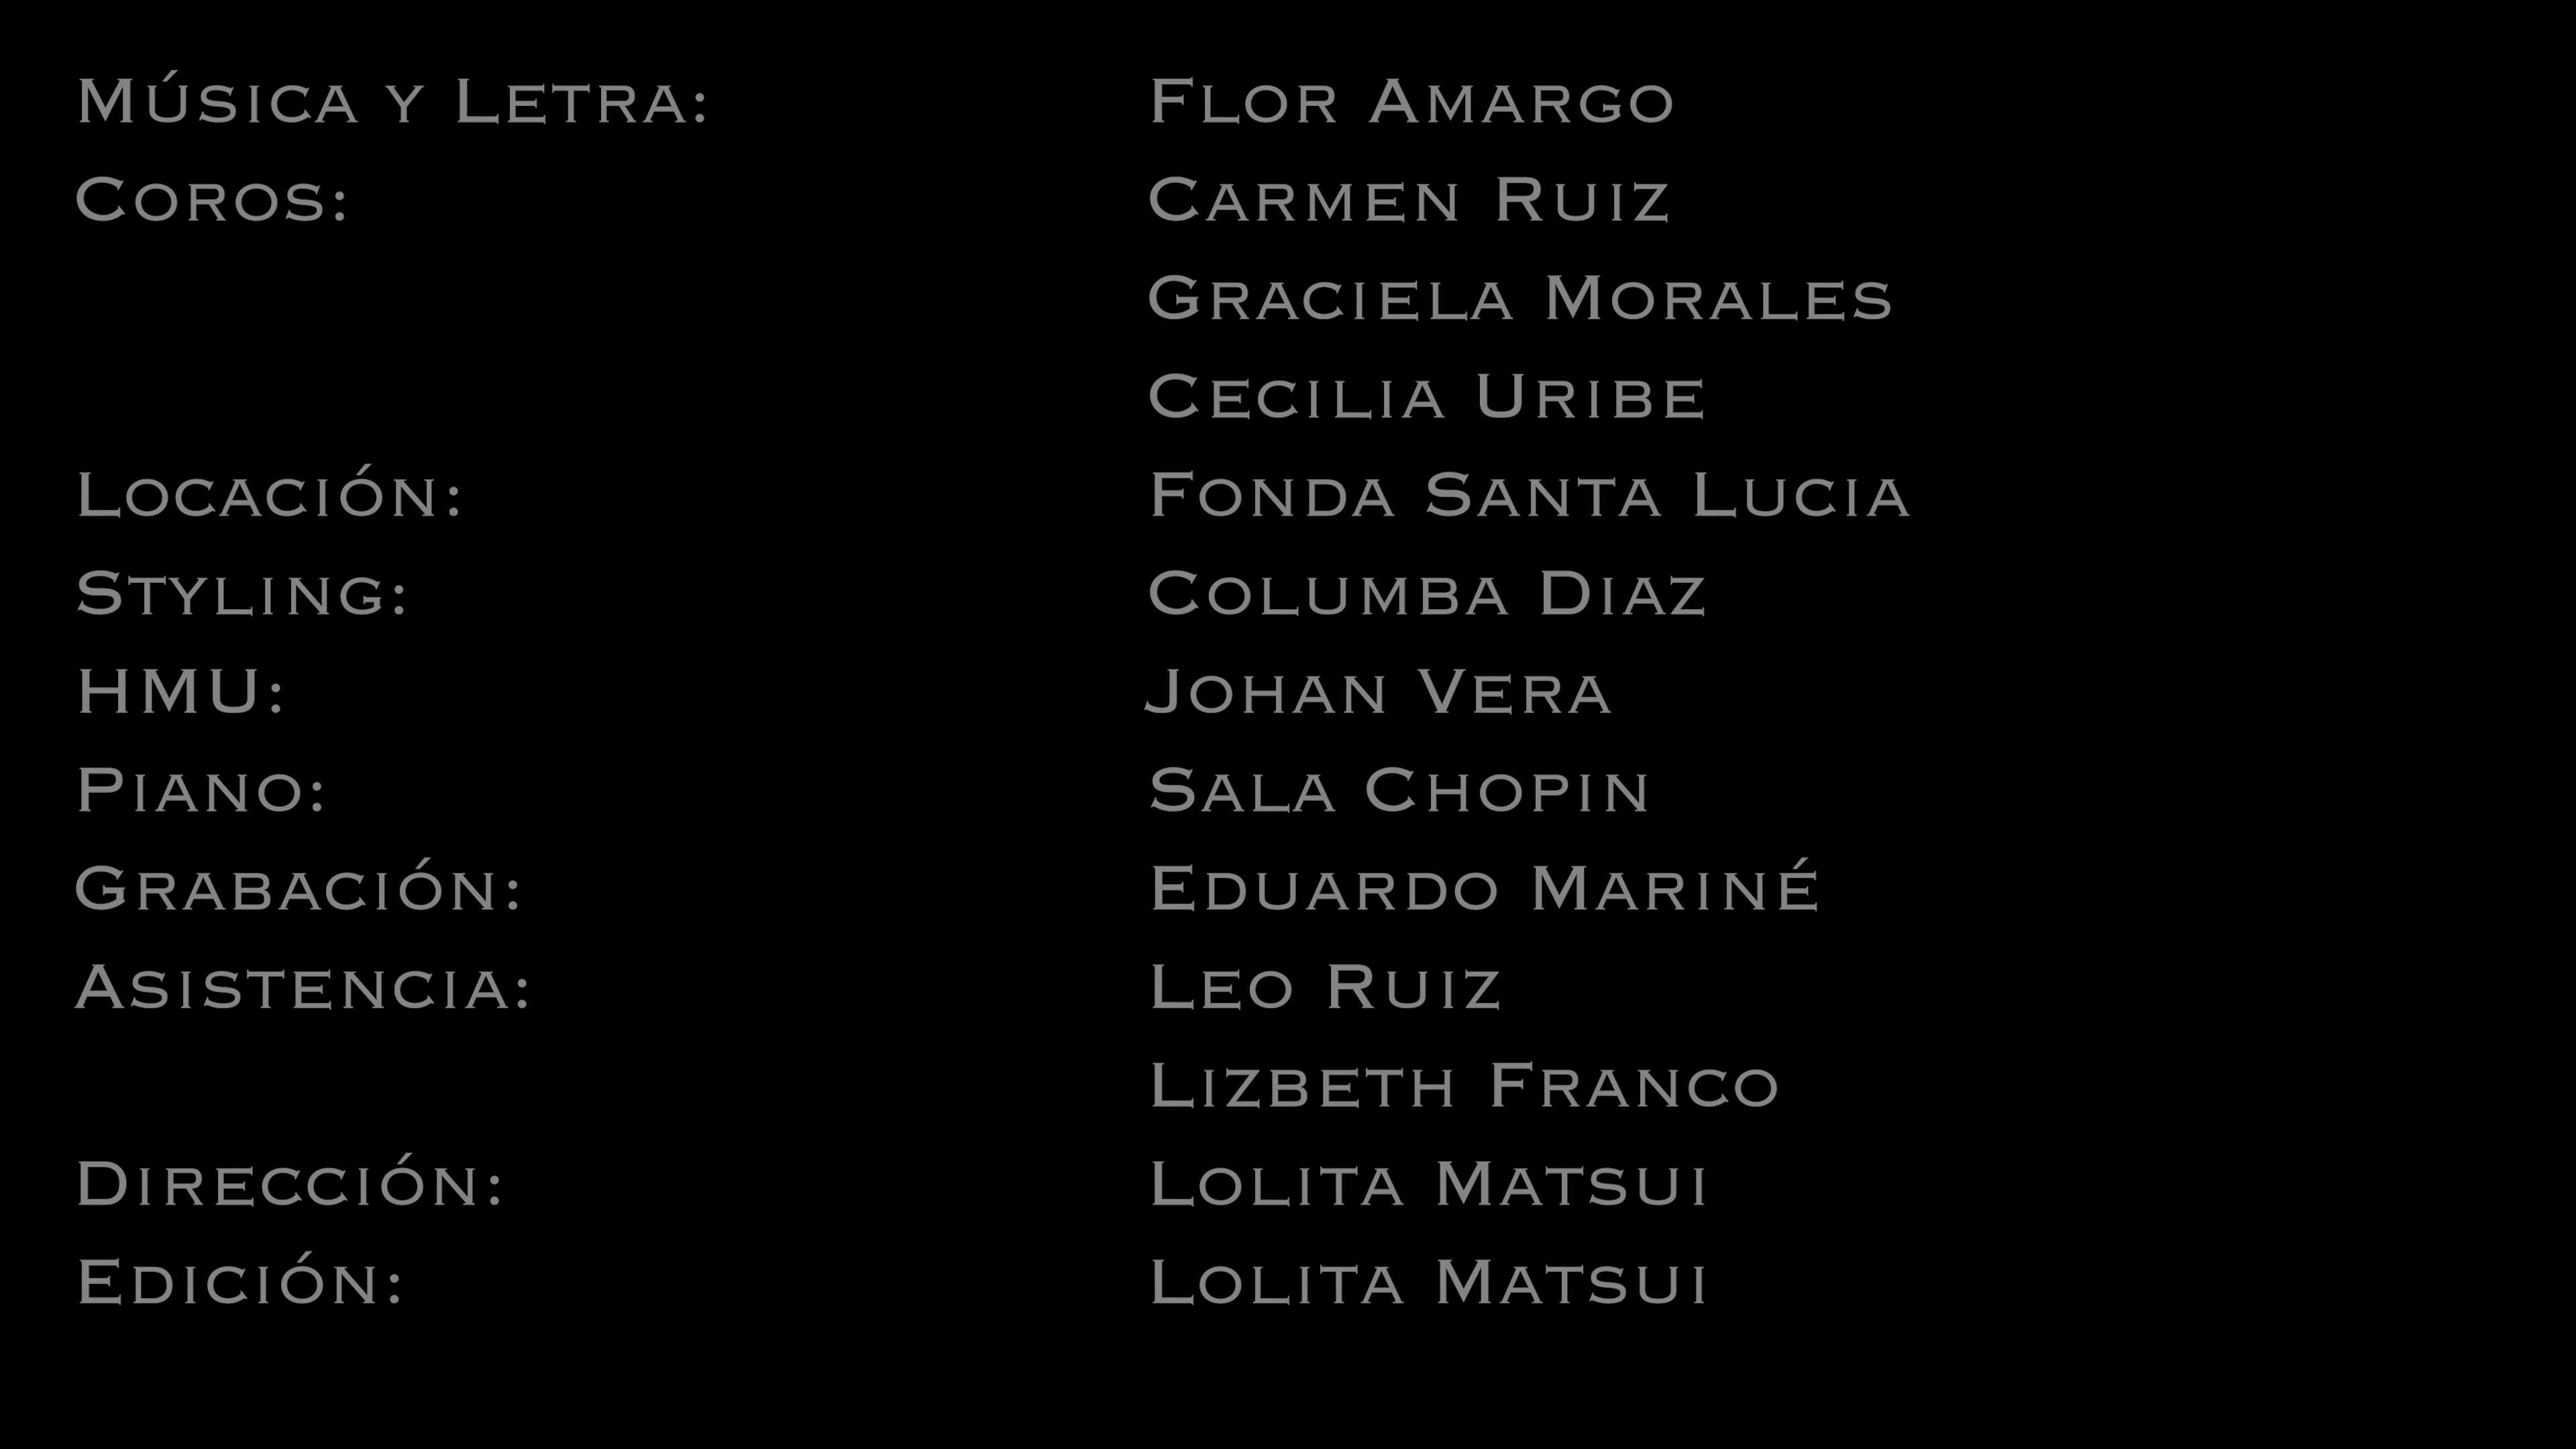 Música y Letra: Flor Amargo
Coros: Carmen Ruiz
Graciela Morales
Cecilia Uribe
Locación: Fonda Santa Lucia
Styling: Columba Diaz
HMU: Johan Vera
Piano: Sala Chopin
Grabación: Eduardo Mariné
Asistencia: Leo Ruiz
Lizbeth Franco
Dirección: Lolita Matsui
Edición: Lolita Matsui